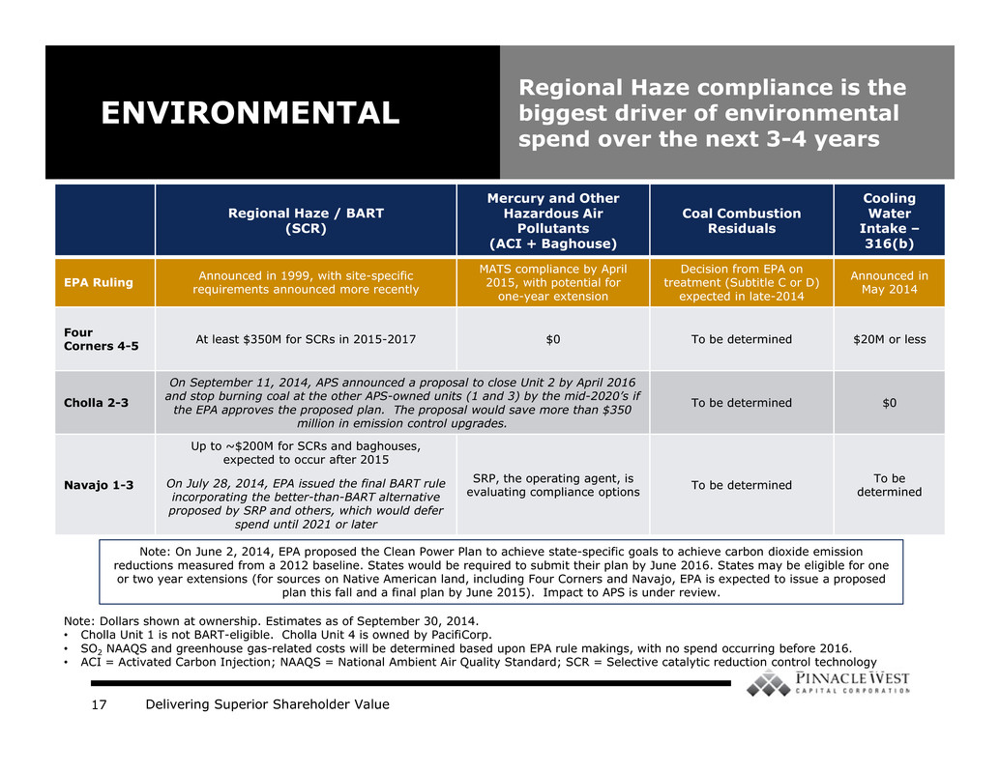 ENVIRONMENTAL
Regional Haze compliance is the
biggest driver of environmental
spend over the next 3-4 years
Regional Haze / BART
(SCR)
Mercury and Other
Hazardous Air
Pollutants
(ACI + Baghouse)
Coal Combustion
Residuals
Cooling
Water
Intake –
316(b)
EPA Ruling
Announced in 1999, with site-specific
requirements announced more recently
MATS compliance by April
2015, with potential for
one-year extension
Decision from EPA on
treatment (Subtitle C or D)
expected in late-2014
Announced in
May 2014
Four
Corners 4-5
At least $350M for SCRs in 2015-2017
$0
To be determined
$20M or less
Cholla 2-3
On September 11, 2014, APS announced a proposal to close Unit 2 by April 2016
and stop burning coal at the other APS-owned units (1 and 3) by the mid-2020’s if
the EPA approves the proposed plan.  The proposal would save more than $350
million in emission control upgrades.
To be determined
$0
Navajo 1-3
Up to ~$200M for SCRs and baghouses,
expected to occur after 2015
On July 28, 2014, EPA issued the final BART rule
incorporating the better-than-BART alternative
proposed by SRP and others, which would defer
spend until 2021 or later
SRP, the operating agent, is
evaluating compliance options
To be determined
To be
determined
Note: On June 2, 2014, EPA proposed the Clean Power Plan to achieve state-specific goals to achieve carbon dioxide emission
reductions measured from a 2012 baseline. States would be required to submit their plan by June 2016. States may be eligible for one
or two year extensions (for sources on Native American land, including Four Corners and Navajo, EPA is expected to issue a proposed
plan this fall and a final plan by June 2015).  Impact to APS is under review.
Note: Dollars shown at ownership. Estimates as of September 30, 2014.
• Cholla Unit 1 is not BART-eligible.  Cholla Unit 4 is owned by PacifiCorp.
• SO2 NAAQS and greenhouse gas-related costs will be determined based upon EPA rule makings, with no spend occurring before 2016.
• ACI = Activated Carbon Injection; NAAQS = National Ambient Air Quality Standard; SCR = Selective catalytic reduction control technology
PINNACLE WEST
CAPITAL CORPORATION
17
Delivering Superior Shareholder Value